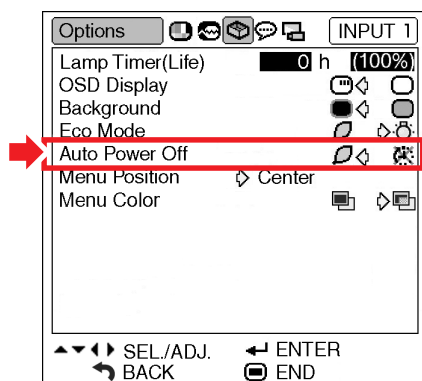 Options INPUT 1
Lamp Timer(Life) 0 h (100%)
OSD Display
Background
Eco Mode
Auto Power Off
Menu Position Center
Menu Color
SEL./ADJ. ENTER
BACK END